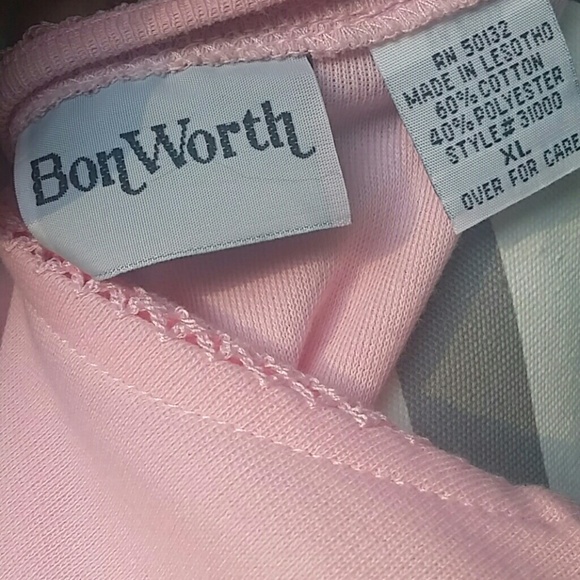 BonWorth
RN 50132
MADE IN LESOTHO
60% COTTON
40% POLYESTER
STYLE# 31000
XL
OVER FOR CARE